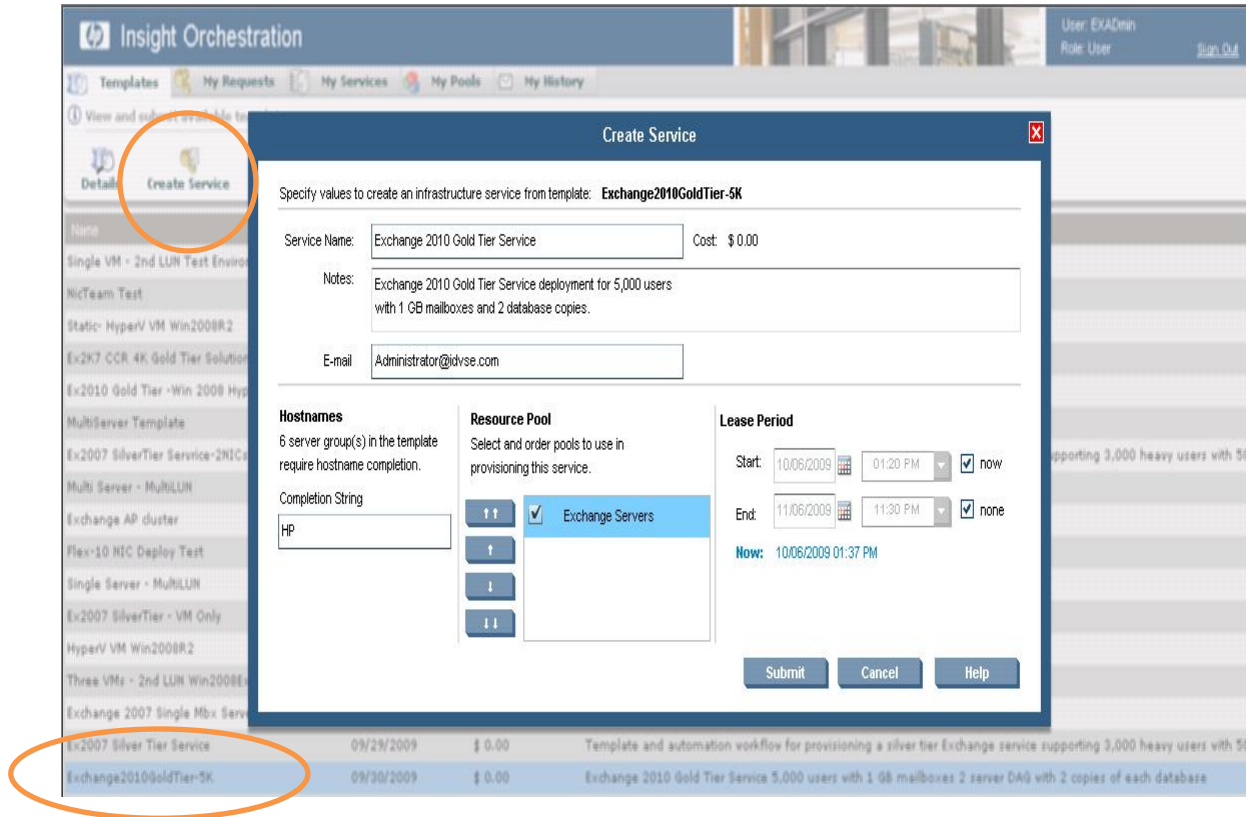 hp Insight Orchestration
User: EXADmin
Role: User
Sign Out
Templates My Requests My Services My Pools My History
View and submit available
Details Create Service
Name
Single VM - 2nd LUN Test
NicTeam Test
Static- HyperV VM Win2008R2
Ex2K7 CCR 4K Gold Tier Solution
Ex2010 Gold Tier -Win 2008
MultiServer Template
Ex2007 SilverTier Servrice-2NICs
pporting 3,000 heavy users with
Multi Server - MultiLUN
Exchange AP cluster
Flex-10 NIC Deploy Test
Single Server - MultiLUN
Ex2007 SilverTier - VM Only
HyperV VM Win2008R2
Three VMs - 2nd LUN
Exchange 2007 Single Mbx
Ex2007 Silver Tier Service 09/29/2009 $ 0.00 Template and automation workflow for provisioning a silver tier Exchange service supporting 3,000 heavy users with
Exchange2010GoldTier-5K 09/30/2009 $ 0.00 Exchange 2010 Gold Tier Service 5,000 users with 1 GB mailboxes 2 server DAG with 2 copies of each database
Create Service
Specify values to create an infrastructure service from template: Exchange2010GoldTier-5K
Service Name: Exchange 2010 Gold Tier Service Cost: $ 0.00
Notes: Exchange 2010 Gold Tier Service deployment for 5,000 users
with 1 GB mailboxes and 2 database copies.
E-mail Administrator@idvse.com
Hostnames
6 server group(s) in the template
require hostname completion.
Completion String
HP
Resource Pool
Select and order pools to use in
provisioning this service.
Exchange Servers
Lease Period
Start: 10/06/2009 01:20 PM now
End: 11/06/2009 11:30 PM none
Now: 10/06/2009 01:37 PM
Submit Cancel Help